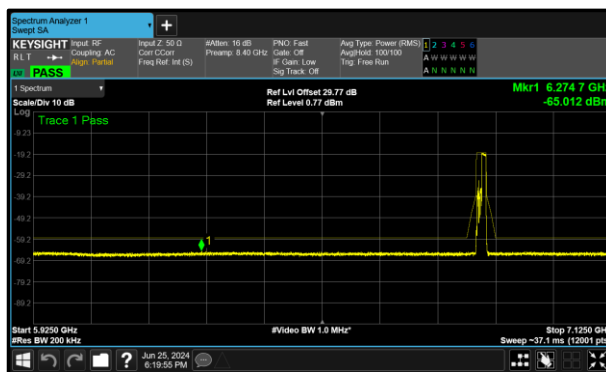 Spectrum Analyzer 1
Swept SA
KEYSIGHT
R L T
PASS
Input: RF
Coupling: AC
Align: Partial
Input Z: 50 Ω
Corr CCorr
Freq Ref: Int (S)
#Atten: 16 dB
Preamp: 8.40 GHz
PNO: Fast
Gate: Off
IF Gain: Low
Sig Track: Off
Avg Type: Power (RMS)
Avg|Hold: 100/100
Trig: Free Run
1 2 3 4 5 6
A W W W W W
A N N N N N
1 Spectrum
Scale/Div 10 dB
Ref Lvl Offset 29.77 dB
Ref Level 0.77 dBm
Mkr1 6.274 7 GHz
-65.012 dBm
Log
Trace 1 Pass
-9.23
-19.2
-29.2
-39.2
-49.2
-59.2
-69.2
-79.2
-89.2
1
Start 5.9250 GHz
#Res BW 200 kHz
#Video BW 1.0 MHz*
Stop 7.1250 GHz
Sweep ~37.1 ms (12001 pts)
Jun 25, 2024
6:19:55 PM